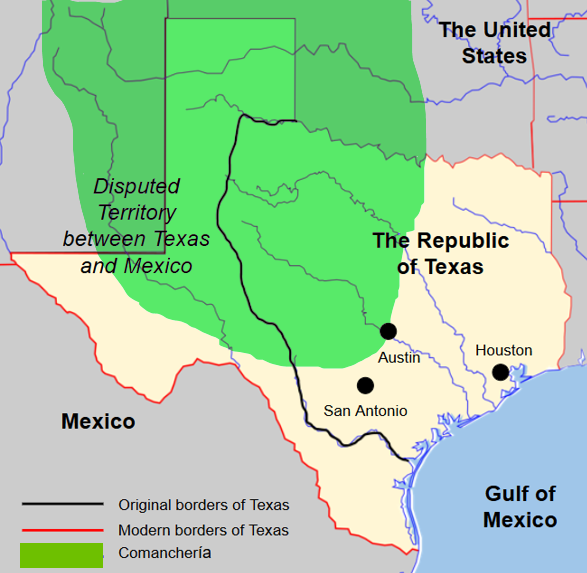 The United
States
Disputed
Territory
between Texas
and Mexico
The Republic
of Texas
Austin
Houston
San Antonio
Mexico
Gulf of
Mexico
Original borders of Texas
Modern borders of Texas
Comanchería